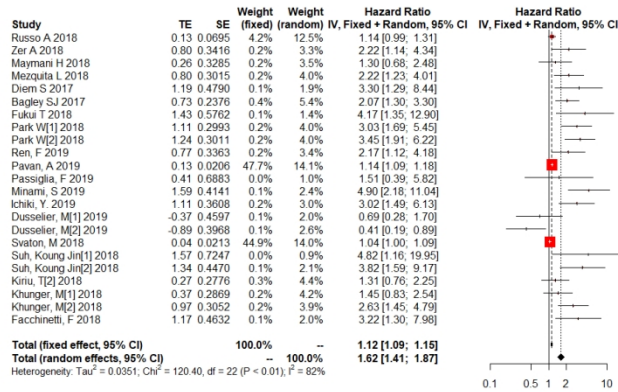 Weight Weight Hazard Ratio Hazard Ratio
Study TE SE (fixed) (random) IV, Fixed + Random, 95% CI IV, Fixed + Random, 95% CI
Russo A 2018 0.13 0.0695 4.2% 12.5% 1.14 [0.99; 1.31]
Zer A 2018 0.80 0.3416 0.2% 3.3% 2.22 [1.14; 4.34]
Maymani H 2018 0.26 0.3285 0.2% 3.5% 1.30 [0.68; 2.48]
Mezquita L 2018 0.80 0.3015 0.2% 4.0% 2.22 [1.23; 4.01]
Diem S 2017 1.19 0.4790 0.1% 1.9% 3.30 [1.29; 8.44]
Bagley SJ 2017 0.73 0.2376 0.4% 5.4% 2.07 [1.30; 3.30]
Fukui T 2018 1.43 0.5762 0.1% 1.4% 4.17 [1.35; 12.90]
Park W[1] 2018 1.11 0.2993 0.2% 4.0% 3.03 [1.69; 5.45]
Park W[2] 2018 1.24 0.3011 0.2% 4.0% 3.45 [1.91; 6.22]
Ren, F 2019 0.77 0.3363 0.2% 3.4% 2.17 [1.12; 4.18]
Pavan, A 2019 0.13 0.0206 47.7% 14.1% 1.14 [1.09; 1.18]
Passiglia, F 2019 0.41 0.6883 0.0% 1.0% 1.51 [0.39; 5.82]
Minami, S 2019 1.59 0.4141 0.1% 2.5% 4.90 [2.18; 11.04]
Ichiki, Y. 2019 1.11 0.3608 0.2% 3.1% 3.02 [1.49; 6.13]
Dusselier, M[1] 2019 -0.37 0.4597 0.1% 2.1% 0.69 [0.28; 1.70]
Dusselier, M[2] 2019 -0.89 0.3968 0.1% 2.6% 0.41 [0.19; 0.89]
Svaton, M 2018 0.04 0.0213 44.9% 14.0% 1.04 [1.00; 1.09]
Suh, Koung Jin[1] 2018 1.57 0.7247 0.0% 0.9% 4.82 [1.16; 19.95]
Suh, Koung Jin[2] 2018 1.34 0.4470 0.1% 2.2% 3.82 [1.59; 9.17]
Kiriu, T[2] 2018 0.27 0.2776 0.3% 4.4% 1.31 [0.76; 2.25]
Khunger, M[1] 2018 0.37 0.2869 0.2% 4.2% 1.45 [0.83; 2.54]
Khunger, M[2] 2018 0.97 0.3052 0.2% 3.9% 2.63 [1.45; 4.79]
Facchinetti, F 2018 1.17 0.4632 0.1% 2.1% 3.22 [1.30; 7.98]
Total (fixed effect, 95% CI) 100.0% -- 1.12 [1.09; 1.15]
Total (random effects, 95% CI) -- 100.0% 1.62 [1.41; 1.87]
Heterogeneity: Tau² = 0.0351; Chi² = 120.40, df = 22 (P < 0.01); I² = 82%
0.1 0.5 1 2 10